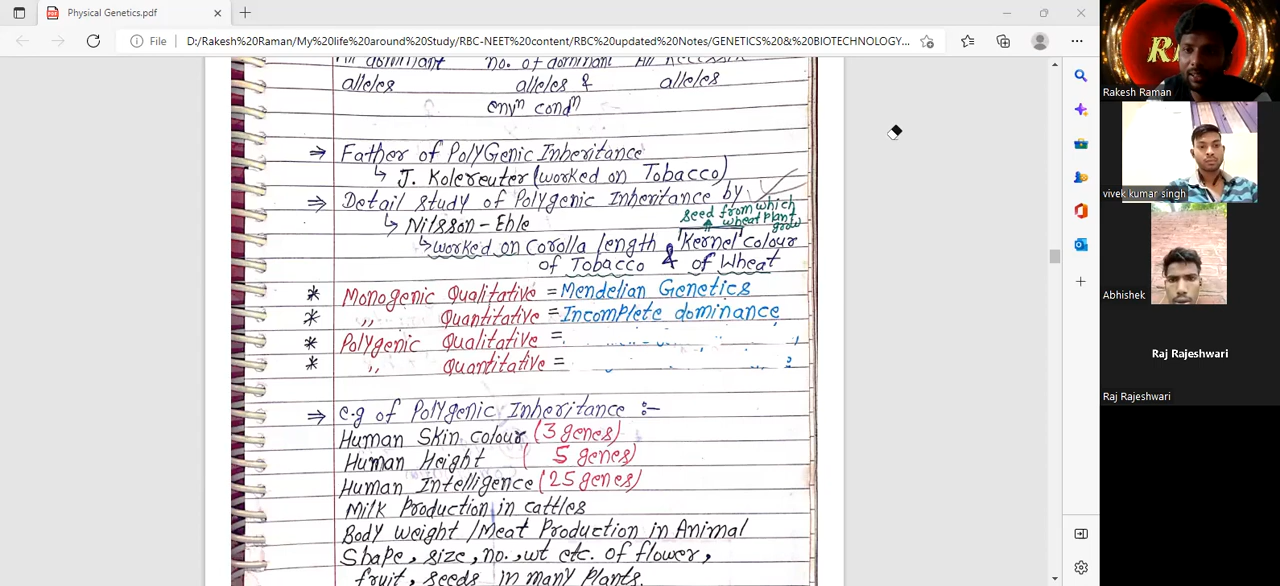 Physical Genetics.pdf
File
D:/Rakesh%20Raman/My%20life%20around%20Study/RBC-NEET%20content/RBC%20updated%20Notes/GENETICS%20&%20BIOTECHNOLOGY...
no. of dominant
alleles alleles & alleles
envⁿ condⁿ
⇒ Father of PolyGenic Inheritance
↳ J. Kolereuter (worked on Tobacco)
⇒ Detail study of Polygenic Inheritance by
seed from which
wheat plant
grow
↳ Nilsson - Ehle
↳ worked on Corolla length & Kernel colour
of Tobacco of Wheat
* Monogenic Qualitative = Mendelian Genetics
* ,, Quantitative = Incomplete dominance
* Polygenic Qualitative =
* ,, Quantitative =
⇒ e.g of Polygenic Inheritance :-
Human Skin colour (3 genes)
Human Height ( 5 genes)
Human Intelligence (25 genes)
Milk Production in cattles
Body weight /Meat Production in Animal
Shape, size, no., wt etc. of flower,
fruit, seeds in many plants.
Rakesh Raman
vivek kumar singh
Abhishek
Raj Rajeshwari
Raj Rajeshwari